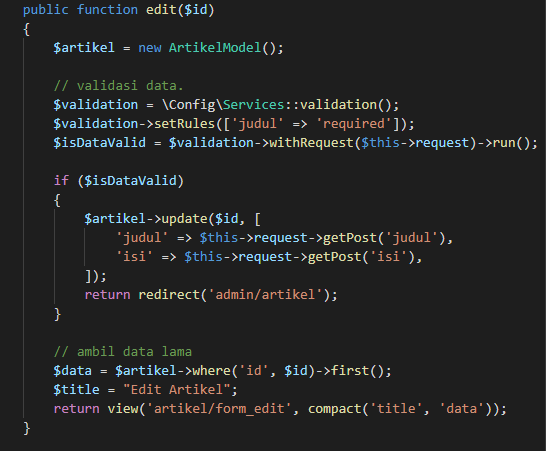 public function edit($id)
{
    $artikel = new ArtikelModel();

    // validasi data.
    $validation = \Config\Services::validation();
    $validation->setRules(['judul' => 'required']);
    $isDataValid = $validation->withRequest($this->request)->run();

    if ($isDataValid)
    {
        $artikel->update($id, [
            'judul' => $this->request->getPost('judul'),
            'isi' => $this->request->getPost('isi'),
        ]);
        return redirect('admin/artikel');
    }

    // ambil data lama
    $data = $artikel->where('id', $id)->first();
    $title = "Edit Artikel";
    return view('artikel/form_edit', compact('title', 'data'));
}